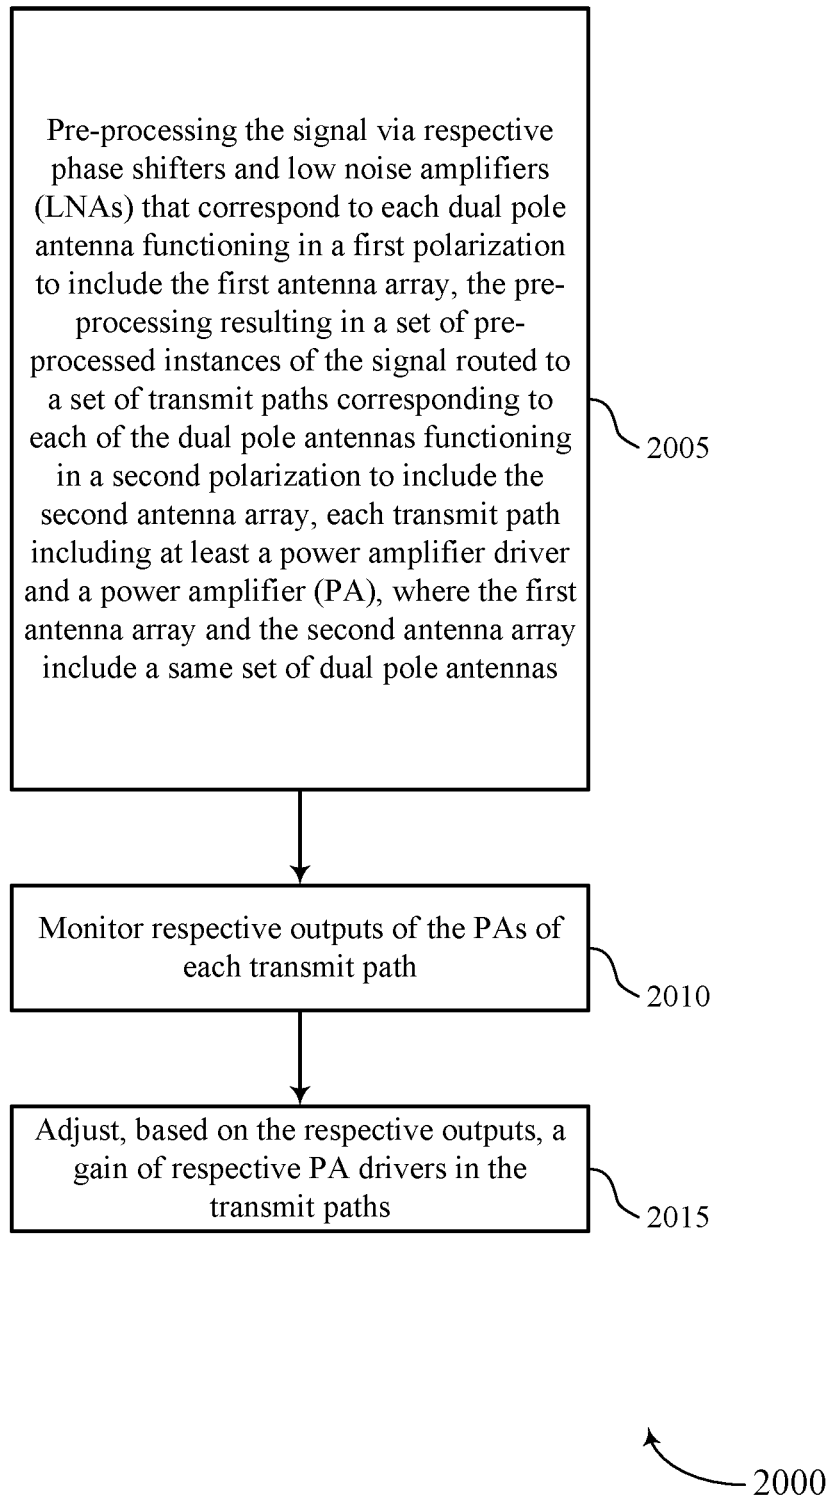 Pre-processing the signal via respective
phase shifters and low noise amplifiers
(LNAs) that correspond to each dual pole
antenna functioning in a first polarization
to include the first antenna array, the pre-
processing resulting in a set of pre-
processed instances of the signal routed to
a set of transmit paths corresponding to
each of the dual pole antennas functioning
in a second polarization to include the
second antenna array, each transmit path
including at least a power amplifier driver
and a power amplifier (PA), where the first
antenna array and the second antenna array
include a same set of dual pole antennas
2005
Monitor respective outputs of the PAs of
each transmit path
2010
Adjust, based on the respective outputs, a
gain of respective PA drivers in the
transmit paths
2015
2000